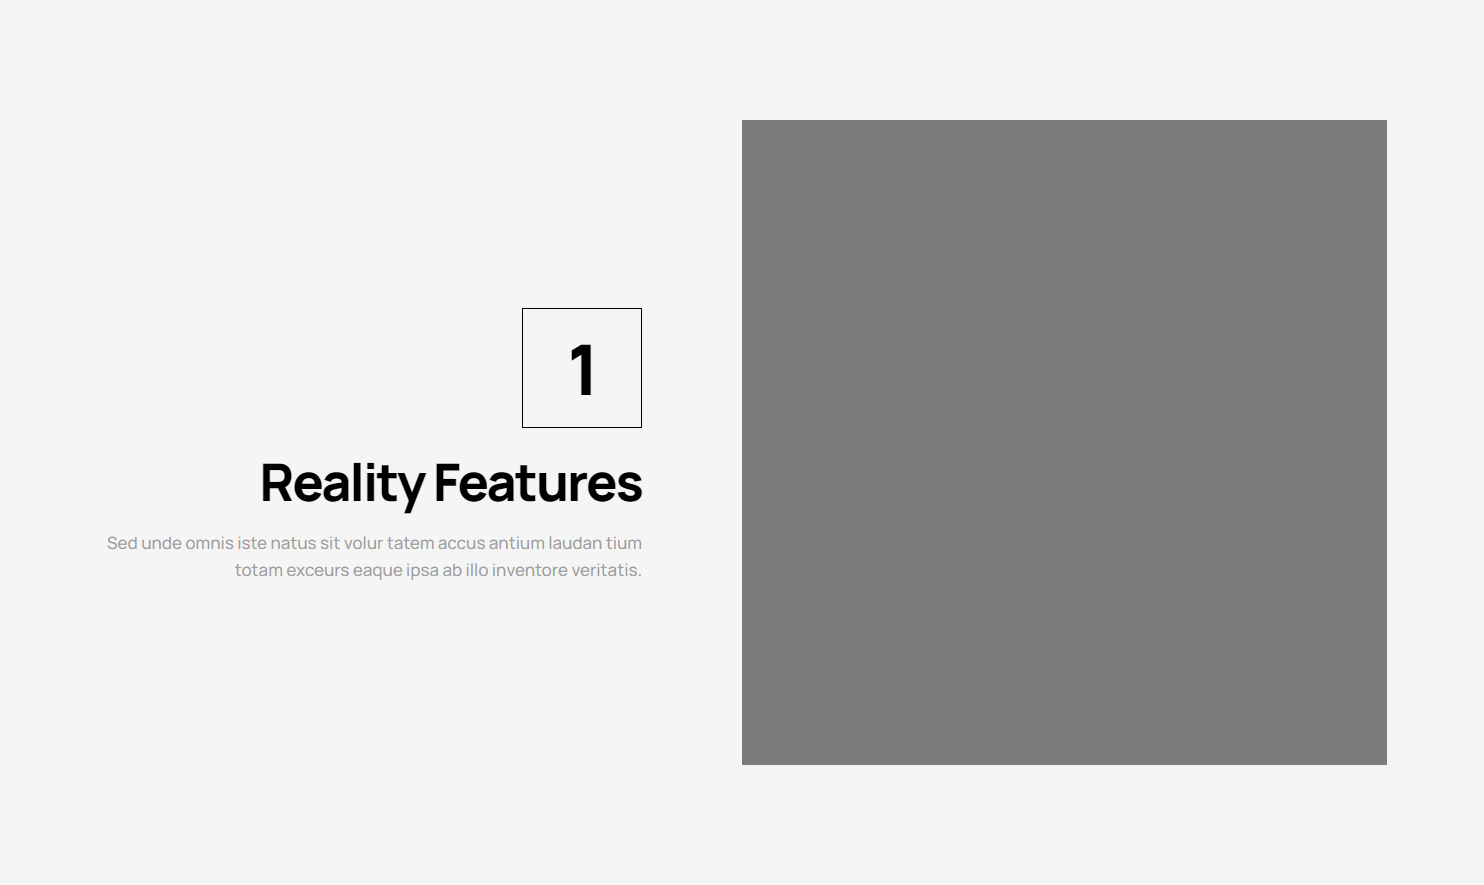 1
Reality Features
Sed unde omnis iste natus sit volur tatem accus antium laudan tium
totam exceurs eaque ipsa ab illo inventore veritatis.